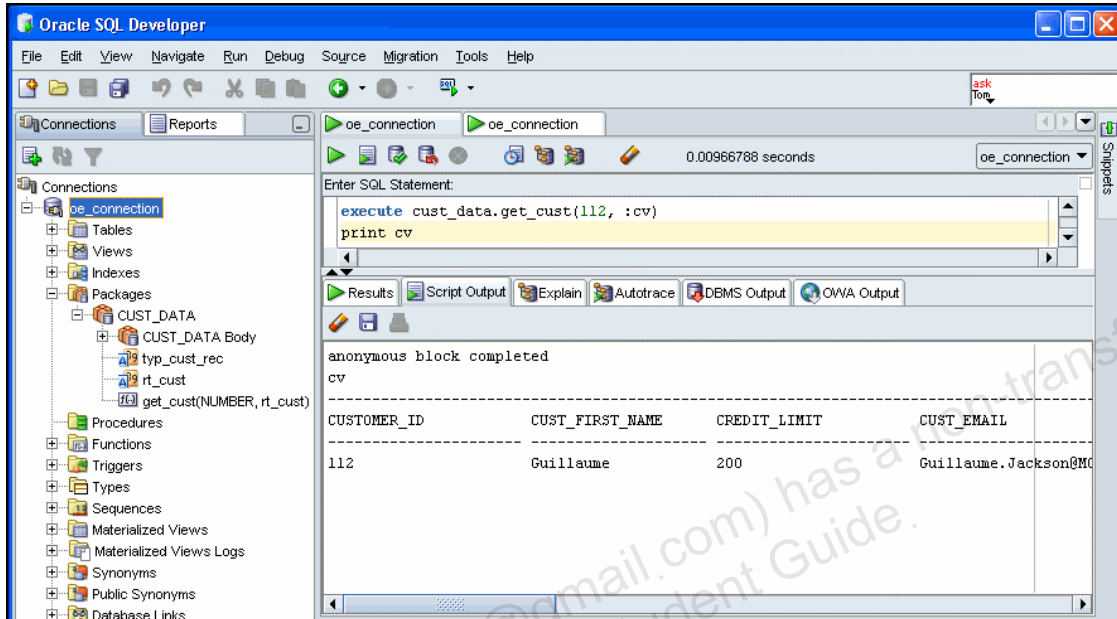 Oracle SQL Developer
File Edit View Navigate Run Debug Source Migration Tools Help
ask
Tom
Connections Reports
oe_connection oe_connection
0.00966788 seconds oe_connection
Snippets
Connections
oe_connection
Tables
Views
Indexes
Packages
CUST_DATA
CUST_DATA Body
typ_cust_rec
rt_cust
get_cust(NUMBER, rt_cust)
Procedures
Functions
Triggers
Types
Sequences
Materialized Views
Materialized Views Logs
Synonyms
Public Synonyms
Database Links
Enter SQL Statement:
execute cust_data.get_cust(112, :cv)
print cv
Results Script Output Explain Autotrace DBMS Output OWA Output
anonymous block completed
cv
CUSTOMER_ID CUST_FIRST_NAME CREDIT_LIMIT CUST_EMAIL
112 Guillaume 200 Guillaume.Jackson@MO
@gmail.com) has a non-transf
Student Guide.